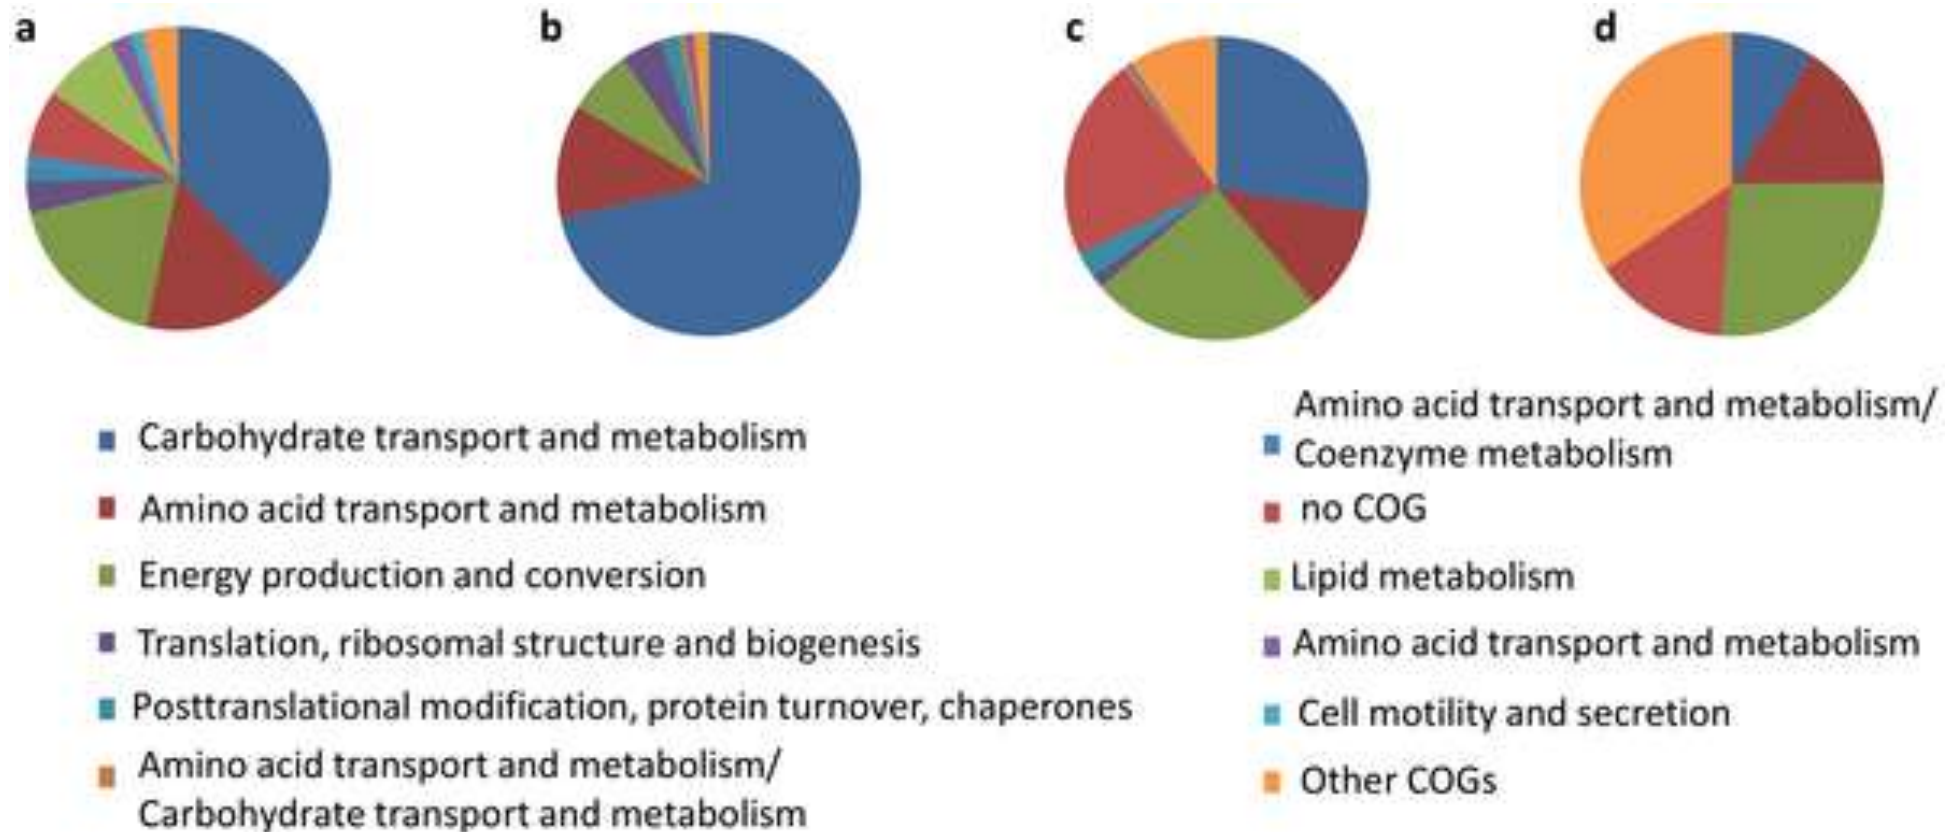 a
b
c
d
Carbohydrate transport and metabolism
Amino acid transport and metabolism
Energy production and conversion
Translation, ribosomal structure and biogenesis
Posttranslational modification, protein turnover, chaperones
Amino acid transport and metabolism/
Carbohydrate transport and metabolism
Amino acid transport and metabolism/
Coenzyme metabolism
no COG
Lipid metabolism
Amino acid transport and metabolism
Cell motility and secretion
Other COGs